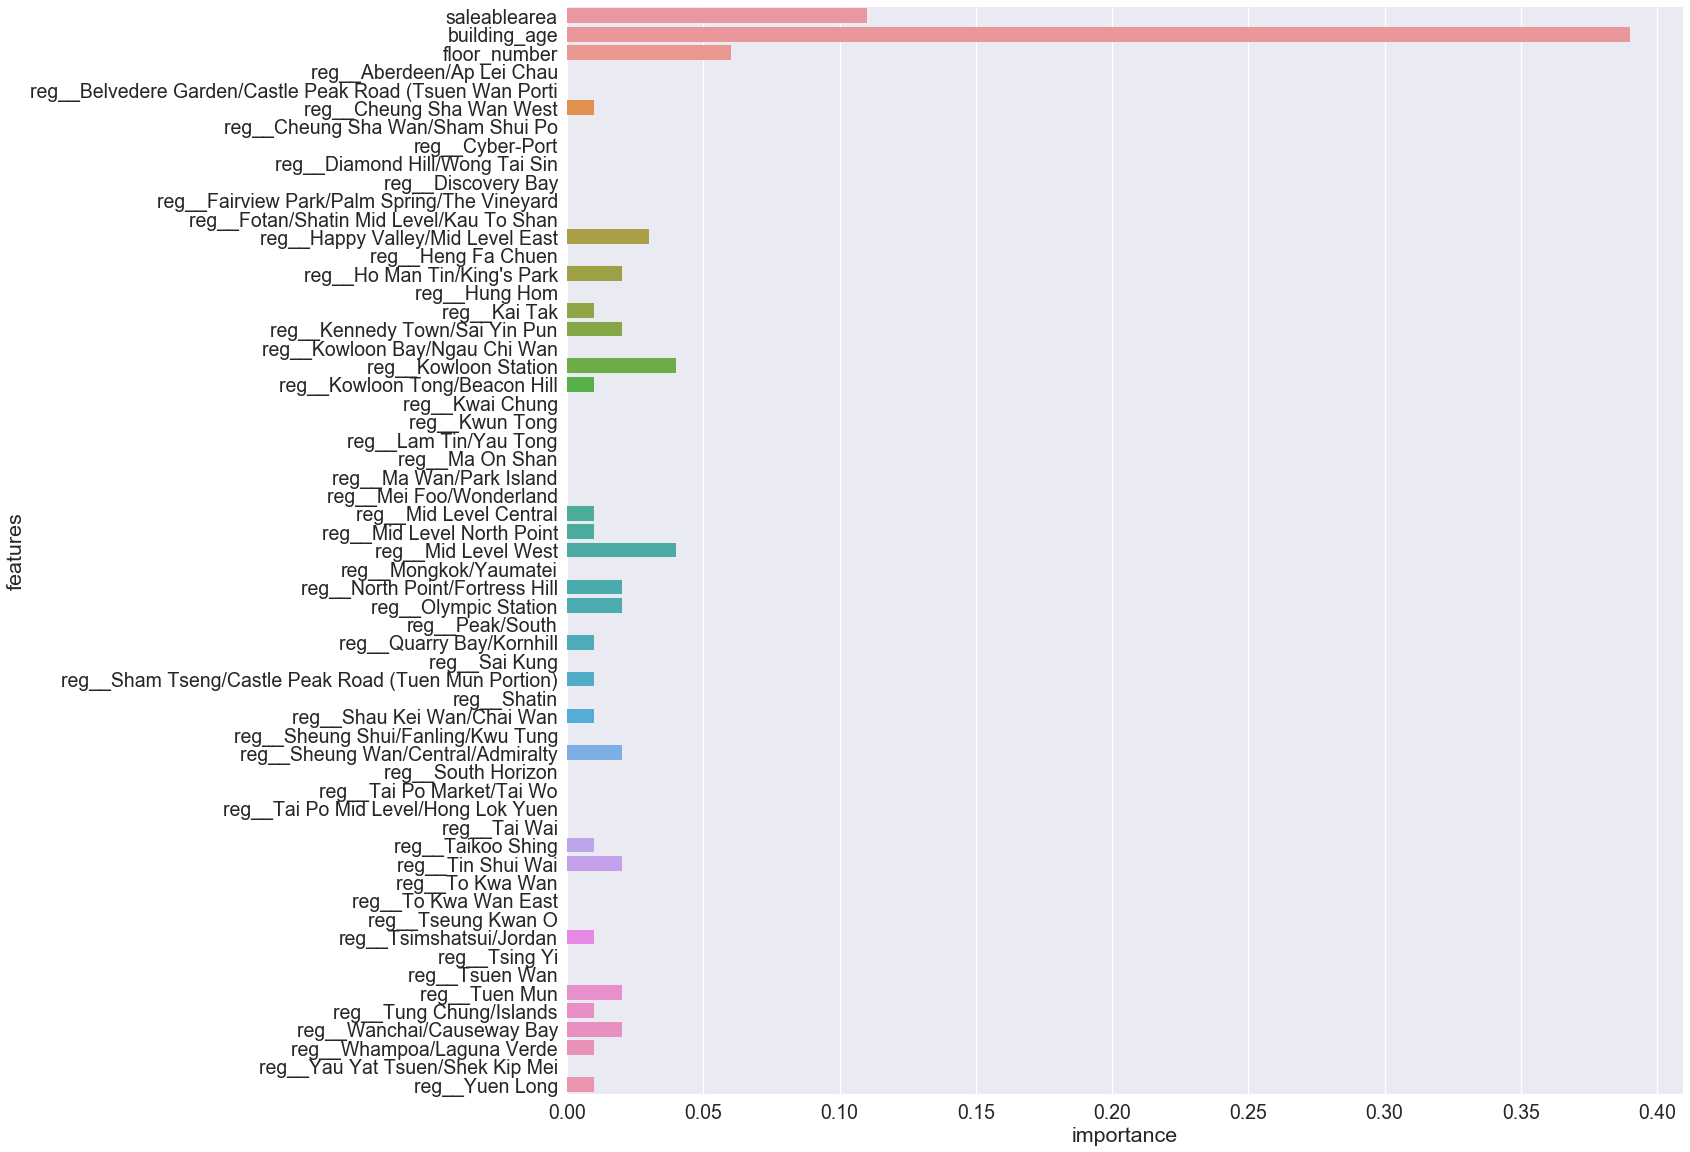 saleablearea
building_age
floor_number
reg__Aberdeen/Ap Lei Chau
reg__Belvedere Garden/Castle Peak Road (Tsuen Wan Porti
reg__Cheung Sha Wan West
reg__Cheung Sha Wan/Sham Shui Po
reg__Cyber-Port
reg__Diamond Hill/Wong Tai Sin
reg__Discovery Bay
reg__Fairview Park/Palm Spring/The Vineyard
reg__Fotan/Shatin Mid Level/Kau To Shan
reg__Happy Valley/Mid Level East
reg__Heng Fa Chuen
reg__Ho Man Tin/King's Park
reg__Hung Hom
reg__Kai Tak
reg__Kennedy Town/Sai Yin Pun
reg__Kowloon Bay/Ngau Chi Wan
reg__Kowloon Station
reg__Kowloon Tong/Beacon Hill
reg__Kwai Chung
reg__Kwun Tong
reg__Lam Tin/Yau Tong
reg__Ma On Shan
reg__Ma Wan/Park Island
reg__Mei Foo/Wonderland
reg__Mid Level Central
reg__Mid Level North Point
reg__Mid Level West
reg__Mongkok/Yaumatei
reg__North Point/Fortress Hill
reg__Olympic Station
reg__Peak/South
reg__Quarry Bay/Kornhill
reg__Sai Kung
reg__Sham Tseng/Castle Peak Road (Tuen Mun Portion)
reg__Shatin
reg__Shau Kei Wan/Chai Wan
reg__Sheung Shui/Fanling/Kwu Tung
reg__Sheung Wan/Central/Admiralty
reg__South Horizon
reg__Tai Po Market/Tai Wo
reg__Tai Po Mid Level/Hong Lok Yuen
reg__Tai Wai
reg__Taikoo Shing
reg__Tin Shui Wai
reg__To Kwa Wan
reg__To Kwa Wan East
reg__Tseung Kwan O
reg__Tsimshatsui/Jordan
reg__Tsing Yi
reg__Tsuen Wan
reg__Tuen Mun
reg__Tung Chung/Islands
reg__Wanchai/Causeway Bay
reg__Whampoa/Laguna Verde
reg__Yau Yat Tsuen/Shek Kip Mei
reg__Yuen Long
features
0.00 0.05 0.10 0.15 0.20 0.25 0.30 0.35 0.40
importance